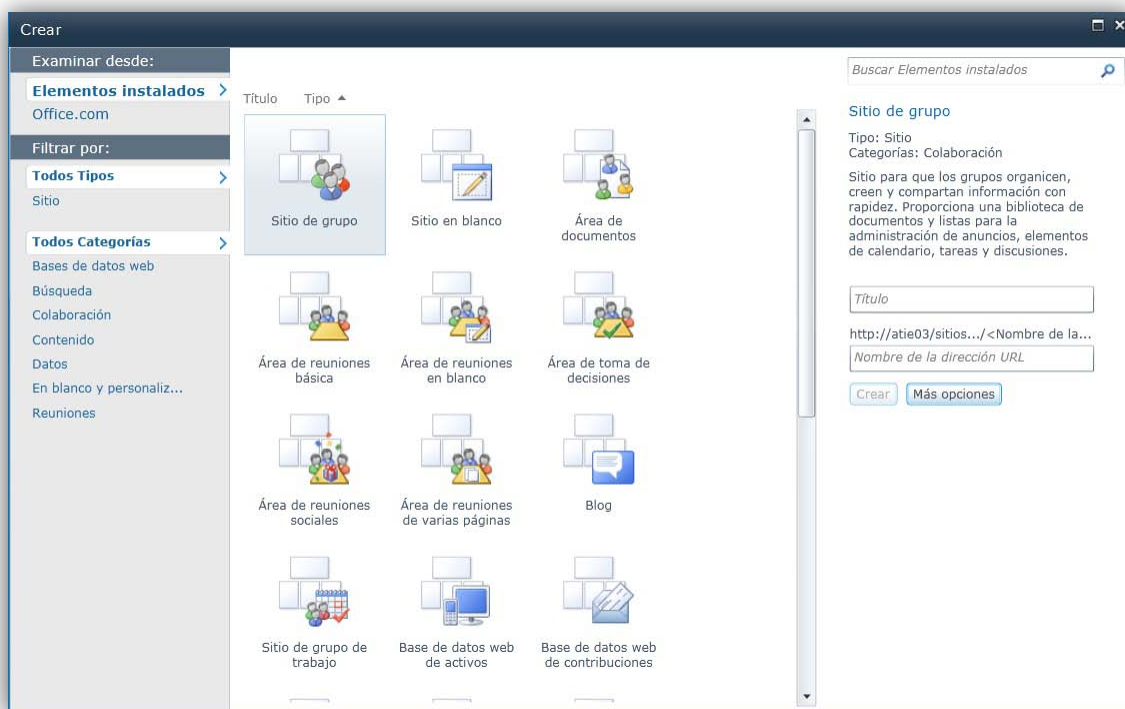 Crear
Examinar desde:
Elementos instalados
Office.com
Filtrar por:
Todos Tipos
Sitio
Todos Categorías
Bases de datos web
Búsqueda
Colaboración
Contenido
Datos
En blanco y personaliz...
Reuniones
Título Tipo
Sitio de grupo
Sitio en blanco
Área de
documentos
Área de reuniones
básica
Área de reuniones
en blanco
Área de toma de
decisiones
Área de reuniones
sociales
Área de reuniones
de varias páginas
Blog
Sitio de grupo de
trabajo
Base de datos web
de activos
Base de datos web
de contribuciones
Buscar Elementos instalados
Sitio de grupo
Tipo: Sitio
Categorías: Colaboración
Sitio para que los grupos organicen,
creen y compartan información con
rapidez. Proporciona una biblioteca de
documentos y listas para la
administración de anuncios, elementos
de calendario, tareas y discusiones.
Título
http://atie03/sitios.../<Nombre de la...
Nombre de la dirección URL
Crear Más opciones